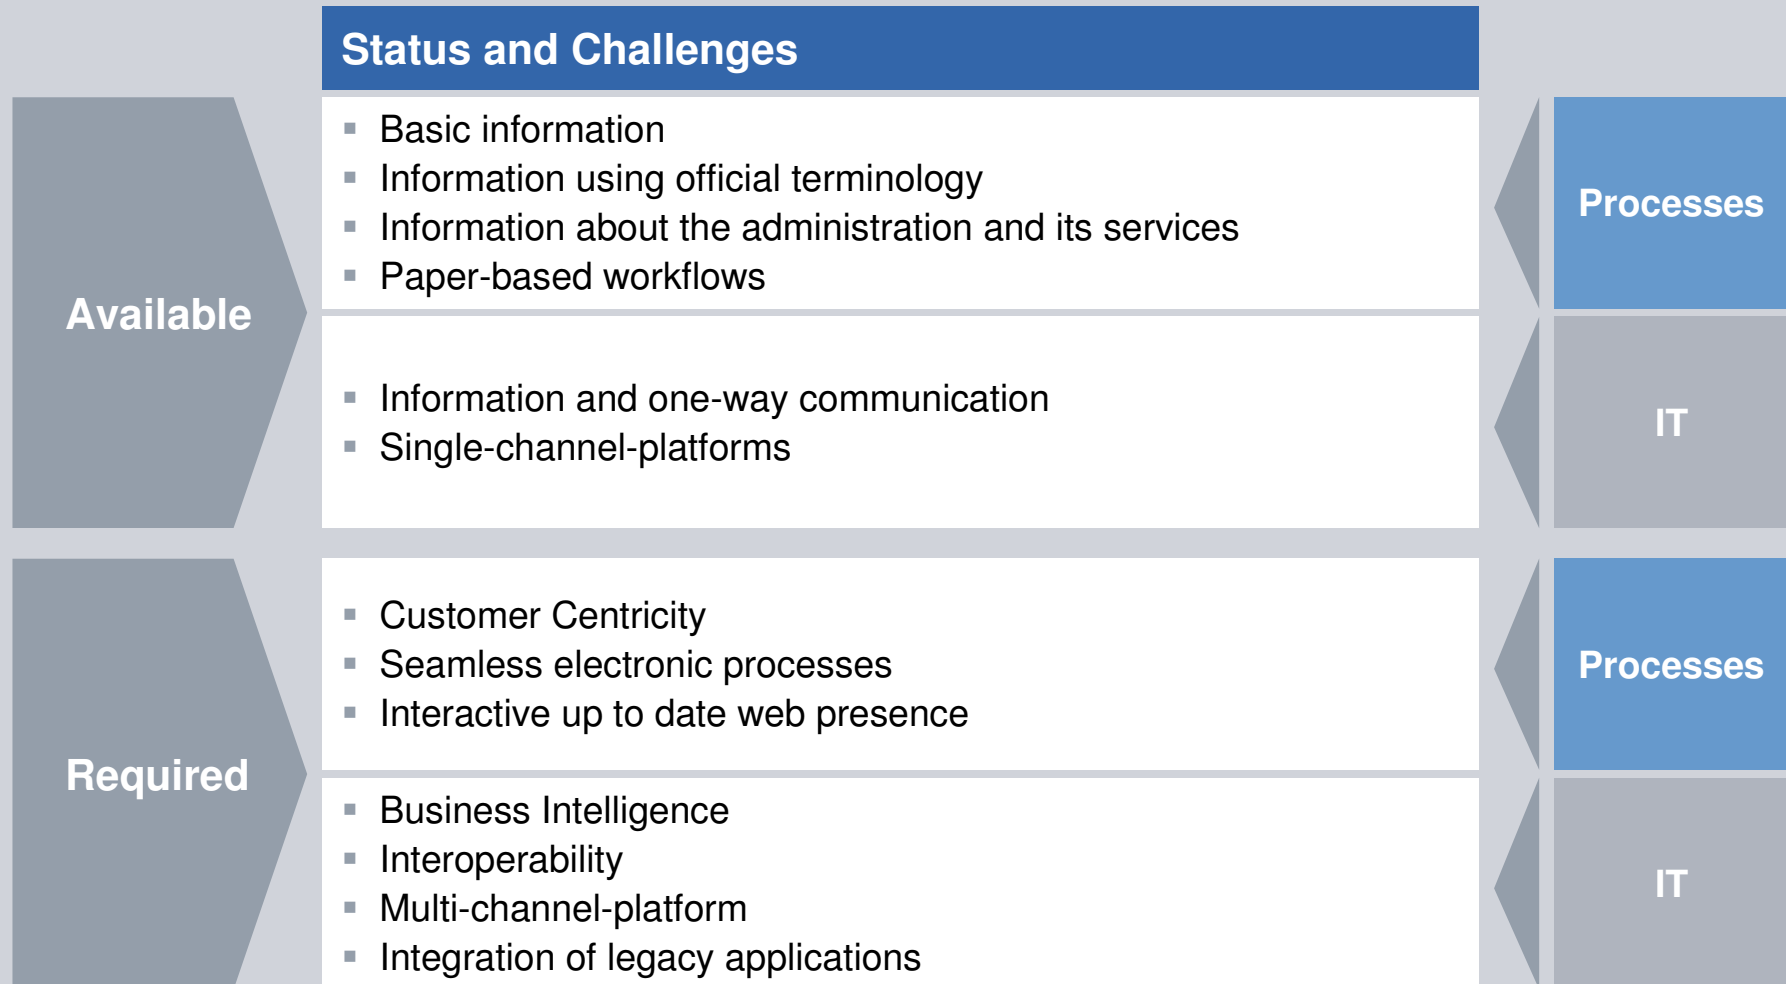 Status and Challenges
Available
Basic information
Information using official terminology
Information about the administration and its services
Paper-based workflows
Processes
Information and one-way communication
Single-channel-platforms
IT
Required
Customer Centricity
Seamless electronic processes
Interactive up to date web presence
Processes
Business Intelligence
Interoperability
Multi-channel-platform
Integration of legacy applications
IT